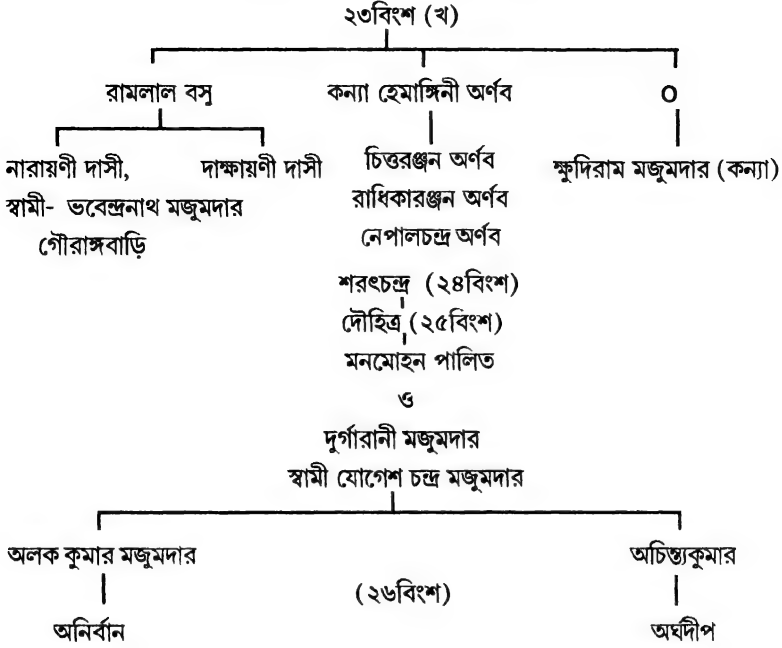 ২৩বিংশ (খ)
রামলাল বসু কন্যা হেমাঙ্গিনী অর্ণব O
নারায়ণী দাসী, দাক্ষায়ণী দাসী চিত্তরঞ্জন অর্ণব ক্ষুদিরাম মজুমদার (কন্যা)
স্বামী- ভবেন্দ্রনাথ মজুমদার রাধিকারঞ্জন অর্ণব
গৌরাঙ্গবাড়ি নেপালচন্দ্র অর্ণব
শরৎচন্দ্র (২৪বিংশ)
দৌহিত্র (২৫বিংশ)
মনমোহন পালিত
ও
দুর্গারানী মজুমদার
স্বামী যোগেশ চন্দ্র মজুমদার
অলক কুমার মজুমদার অচিন্ত্যকুমার
(২৬বিংশ)
অনির্বান অর্ঘদীপ